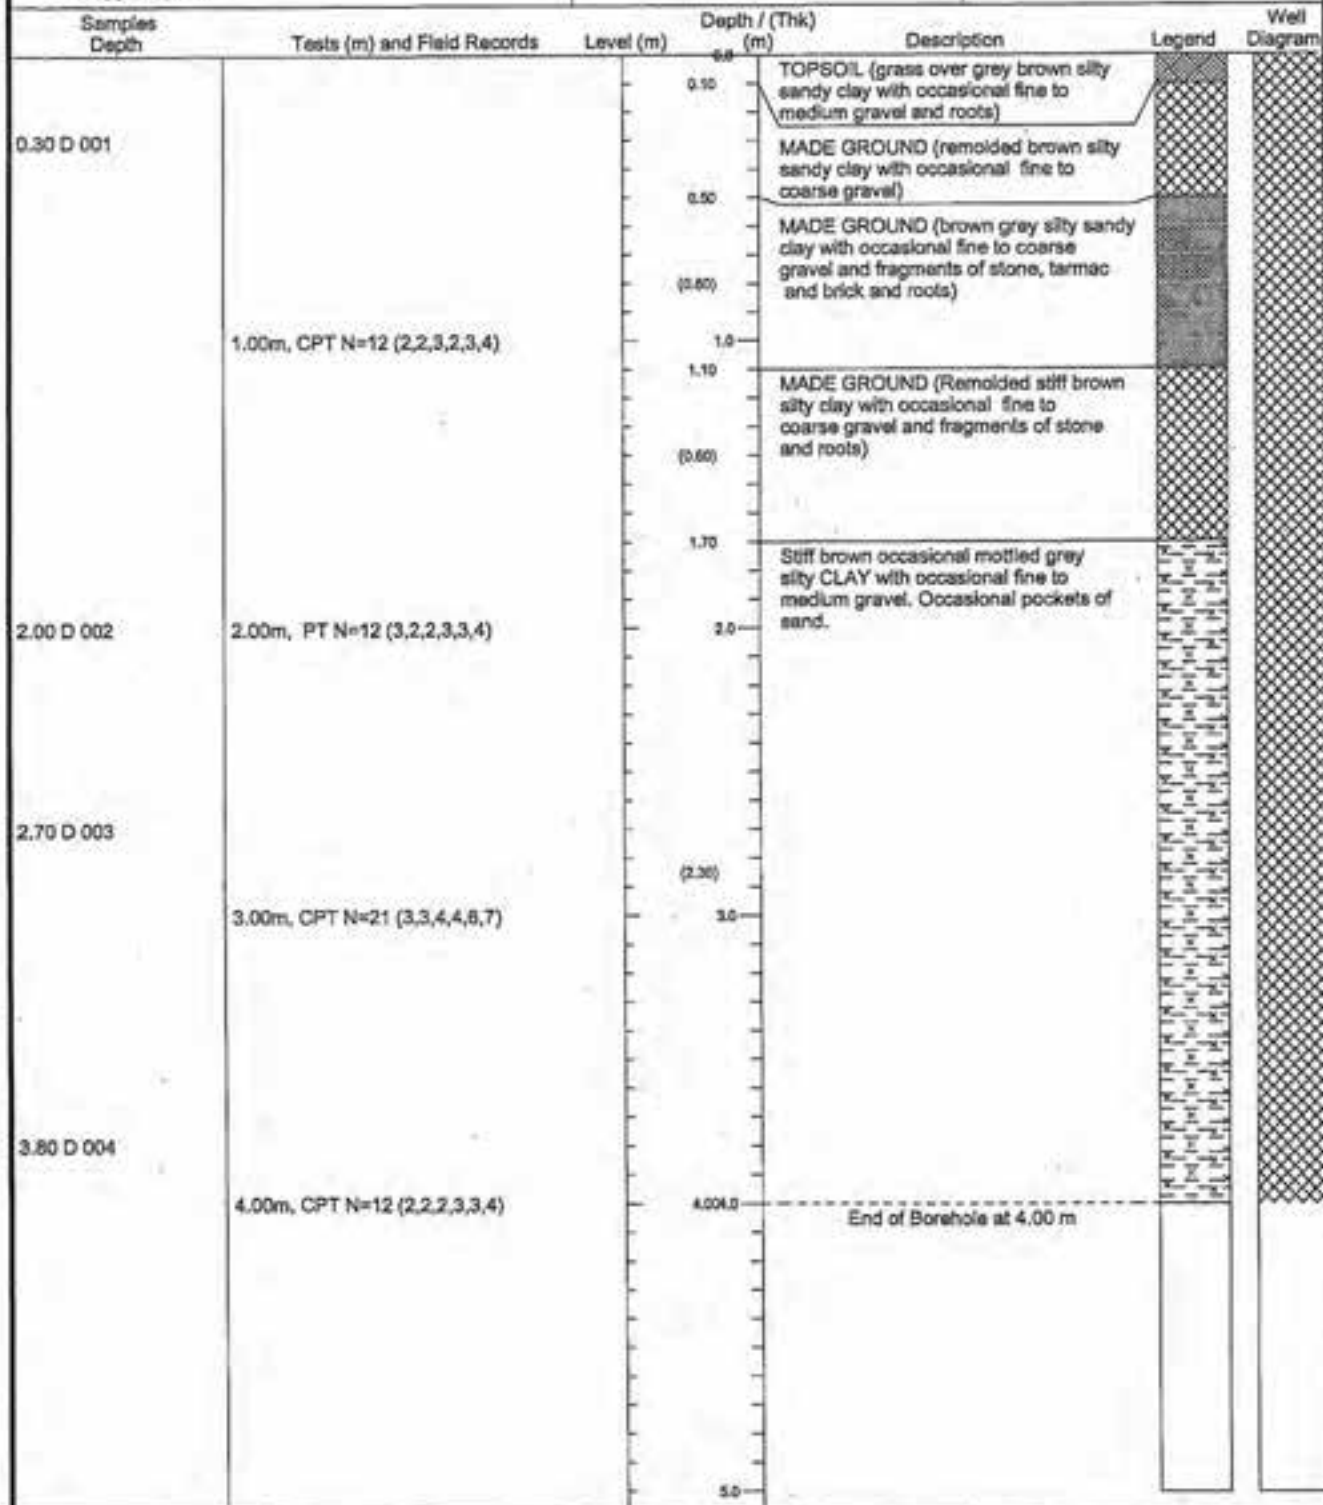 Samples Depth
Tests (m) and Field Records
Level (m)
Depth / (Thk) (m)
Description
Legend
Well Diagram
0.0
TOPSOIL (grass over grey brown silty
sandy clay with occasional fine to
medium gravel and roots)
0.10
0.30 D 001
MADE GROUND (remolded brown silty
sandy clay with occasional fine to
coarse gravel)
0.50
MADE GROUND (brown grey silty sandy
clay with occasional fine to coarse
gravel and fragments of stone, tarmac
and brick and roots)
(0.60)
1.00m, CPT N=12 (2,2,3,2,3,4)
1.0
1.10
MADE GROUND (Remolded stiff brown
silty clay with occasional fine to
coarse gravel and fragments of stone
and roots)
(0.60)
1.70
Stiff brown occasional mottled grey
silty CLAY with occasional fine to
medium gravel. Occasional pockets of
sand.
2.00 D 002
2.00m, PT N=12 (3,2,2,3,3,4)
2.0
2.70 D 003
(2.30)
3.00m, CPT N=21 (3,3,4,4,6,7)
3.0
3.80 D 004
4.00m, CPT N=12 (2,2,2,3,3,4)
4.004.0
End of Borehole at 4.00 m
5.0